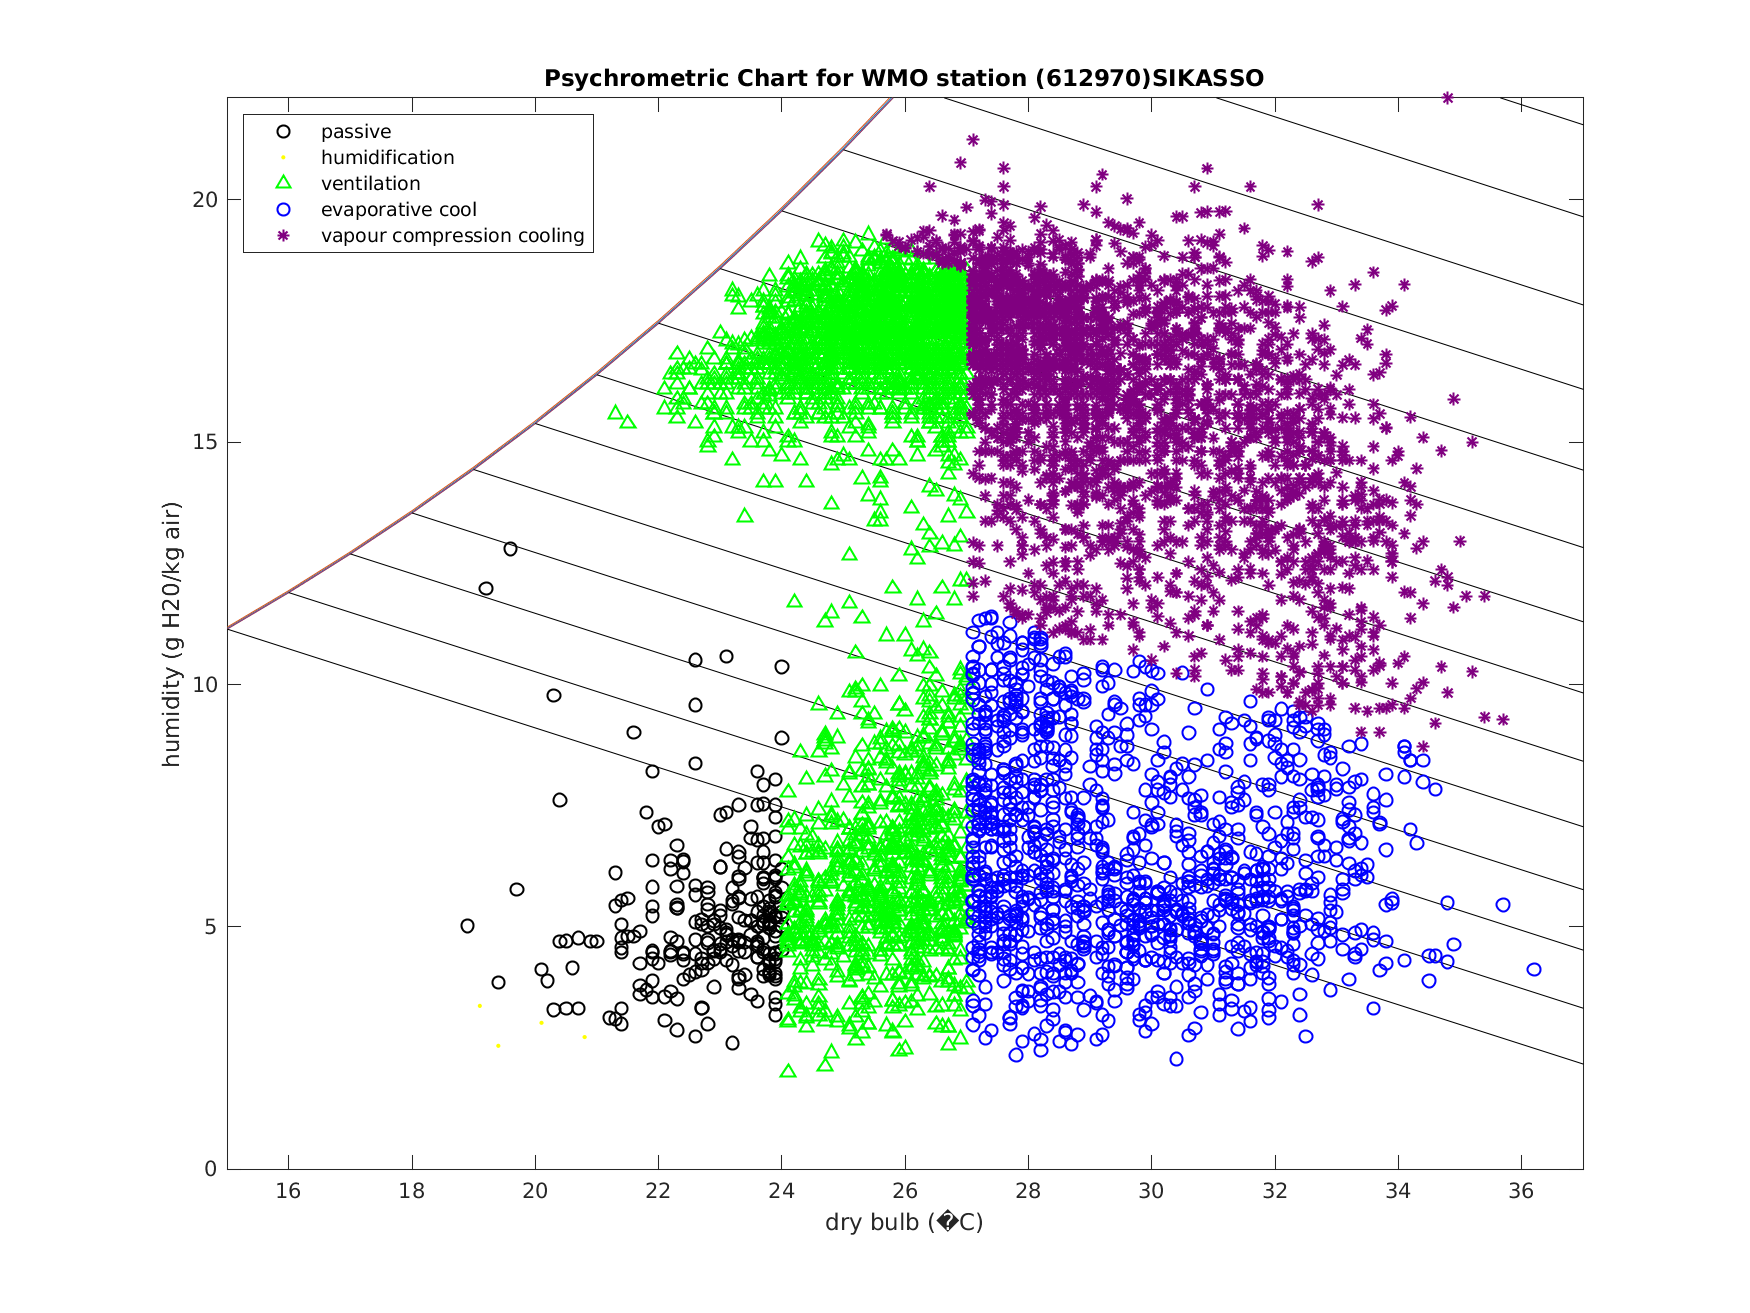 Psychrometric Chart for WMO station (612970)SIKASSO
passive
humidification
ventilation
evaporative cool
vapour compression cooling
20
15
10
5
0
humidity (g H20/kg air)
16 18 20 22 24 26 28 30 32 34 36
dry bulb (�C)